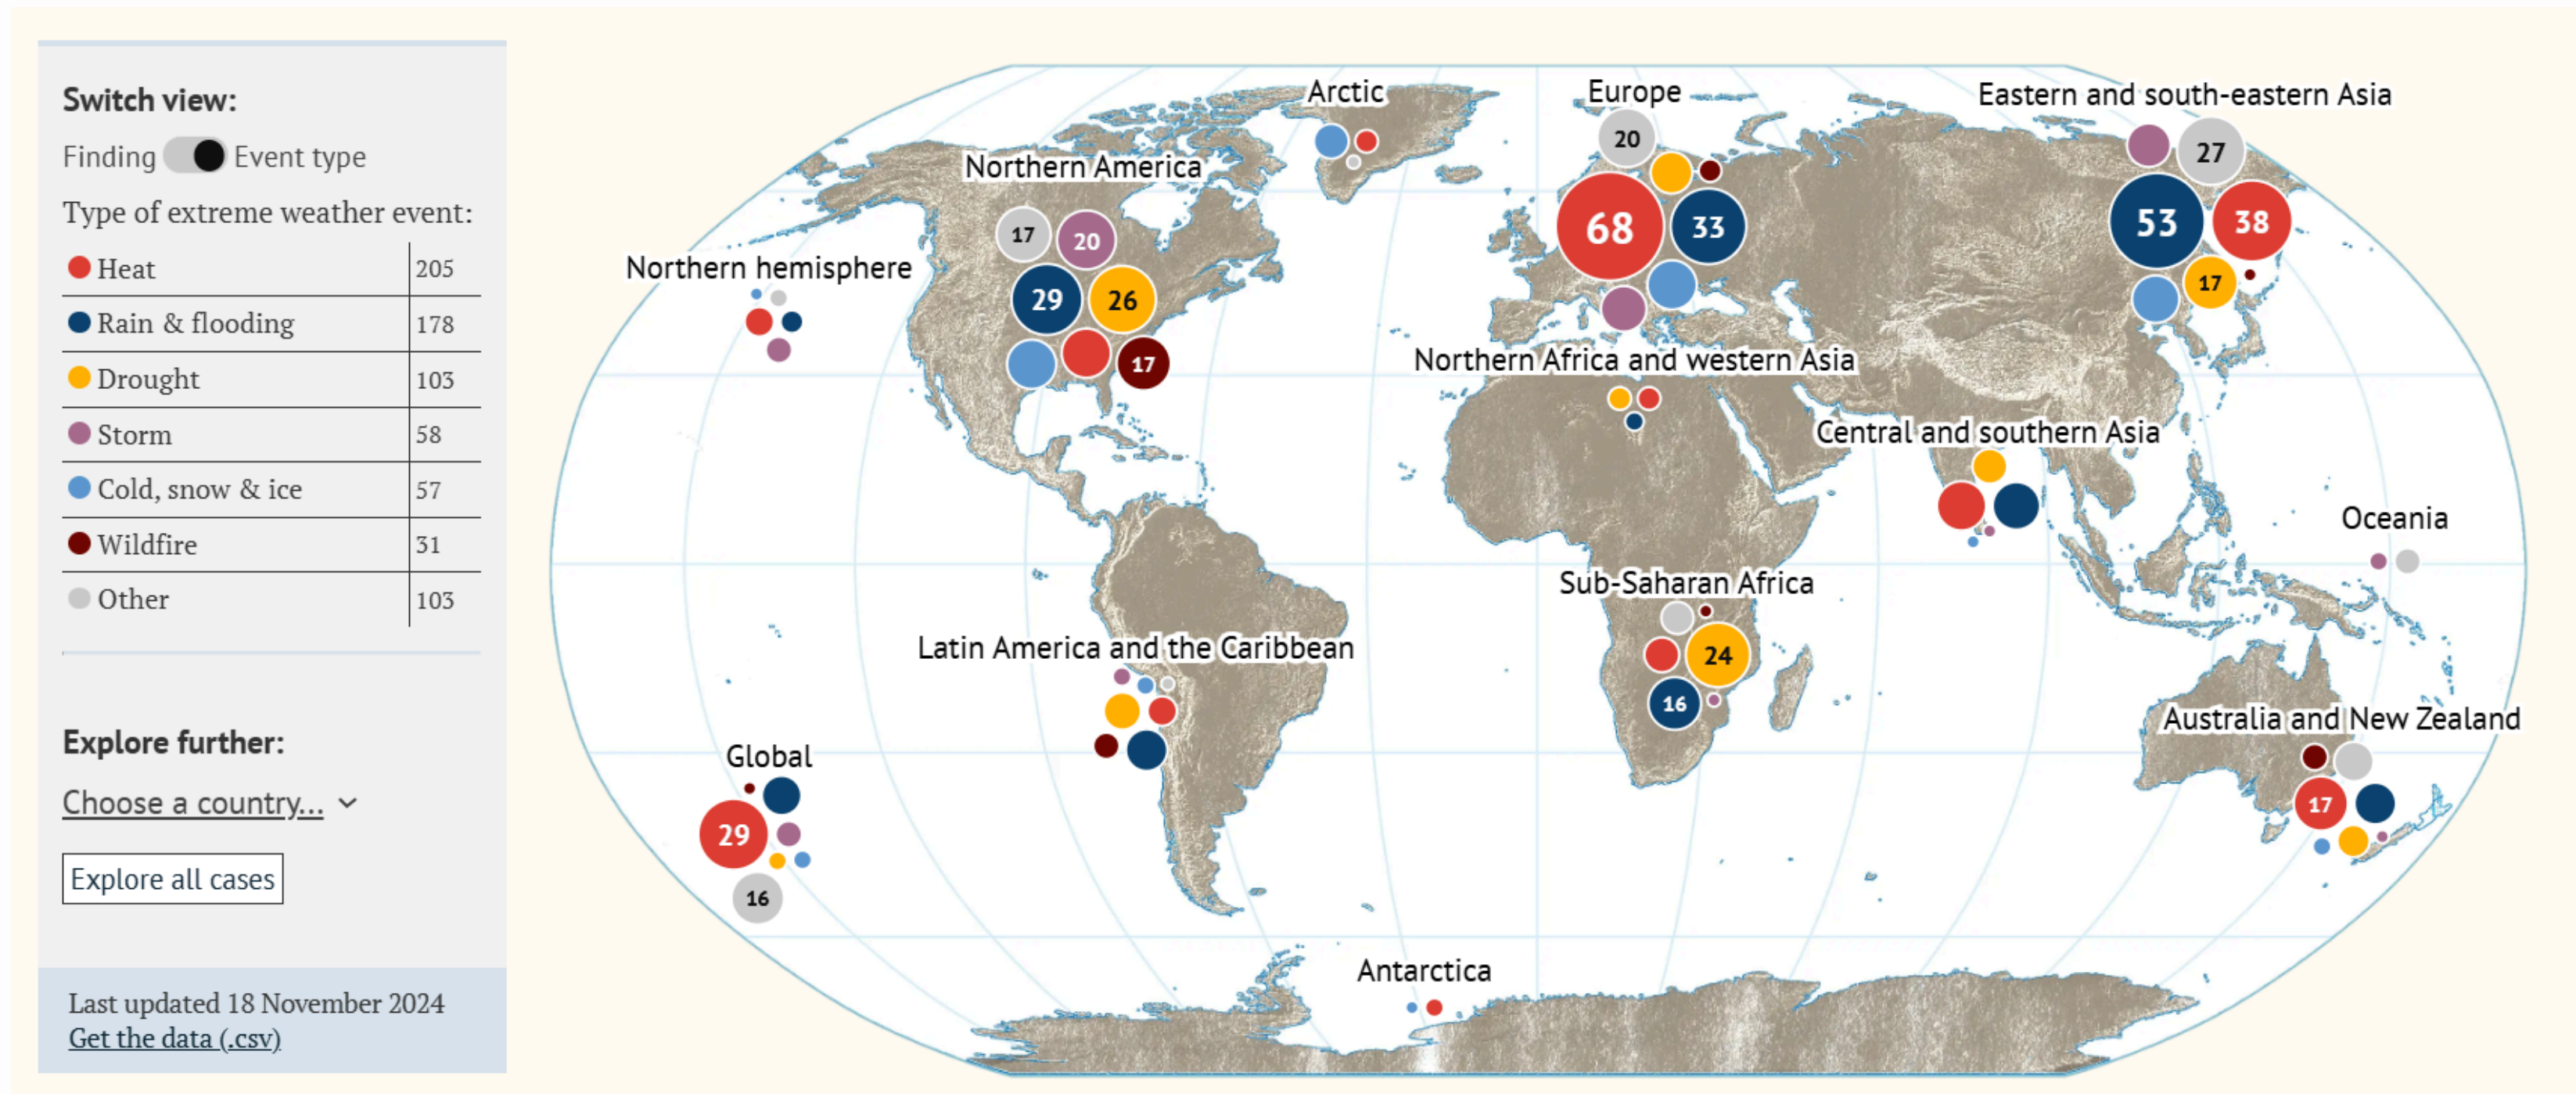 Switch view:
Finding Event type
Type of extreme weather event:
Heat 205
Rain & flooding 178
Drought 103
Storm 58
Cold, snow & ice 57
Wildfire 31
Other 103
Explore further:
Choose a country...
Explore all cases
Last updated 18 November 2024
Get the data (.csv)
Arctic
Europe
20
68
33
Eastern and south-eastern Asia
27
53
38
17
Northern America
17
20
29
26
17
Northern hemisphere
Northern Africa and western Asia
Central and southern Asia
Oceania
Sub-Saharan Africa
24
16
Latin America and the Caribbean
Australia and New Zealand
17
Global
29
16
Antarctica